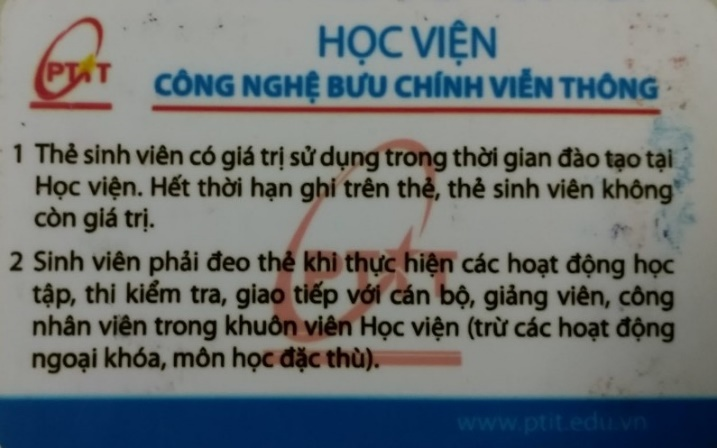 PTIT
HỌC VIỆN
CÔNG NGHỆ BƯU CHÍNH VIỄN THÔNG
1 Thẻ sinh viên có giá trị sử dụng trong thời gian đào tạo tại
Học viện. Hết thời hạn ghi trên thẻ, thẻ sinh viên không
còn giá trị.
2 Sinh viên phải đeo thẻ khi thực hiện các hoạt động học
tập, thi kiểm tra, giao tiếp với cán bộ, giảng viên, công
nhân viên trong khuôn viên Học viện (trừ các hoạt động
ngoại khóa, môn học đặc thù).
PTIT
www.ptit.edu.vn